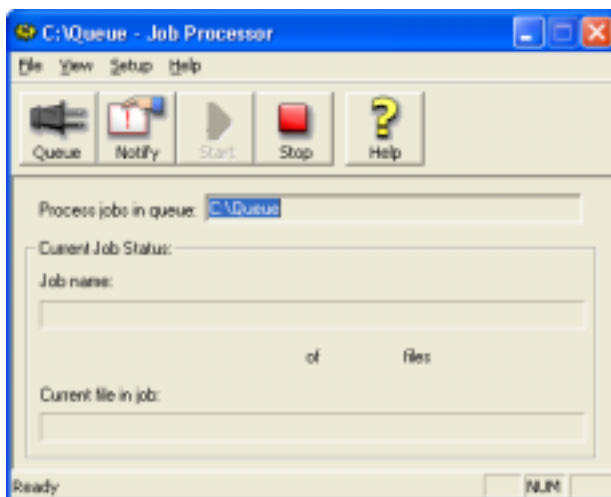 C:\Queue - Job Processor
File View Setup Help
Queue Notify Start Stop Help
Process jobs in queue: C:\Queue
Current Job Status:
Job name:
of files
Current file in job:
Ready NUM